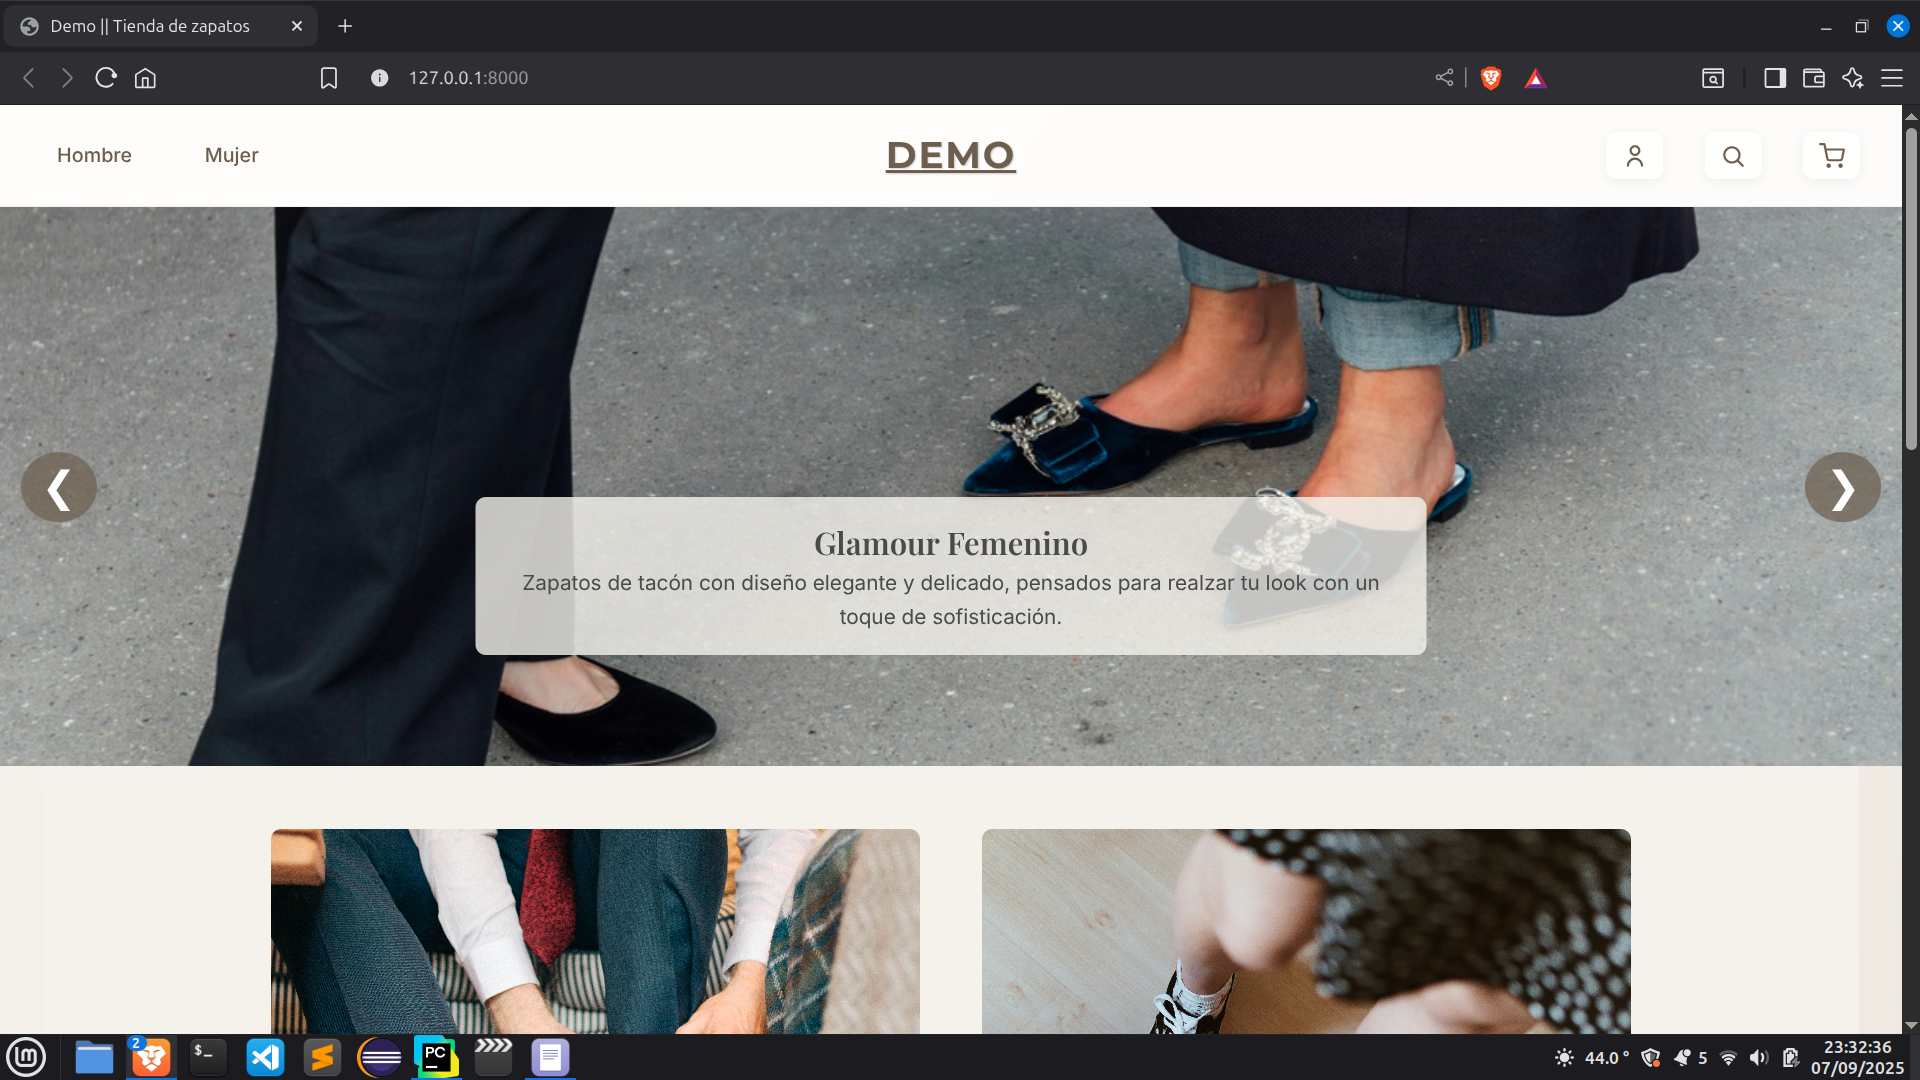 Demo || Tienda de zapatos
127.0.0.1:8000
Hombre
Mujer
DEMO
Glamour Femenino
Zapatos de tacón con diseño elegante y delicado, pensados para realzar tu look con un
toque de sofisticación.
2
$_
PC
44.0 °
5
23:32:36
07/09/2025